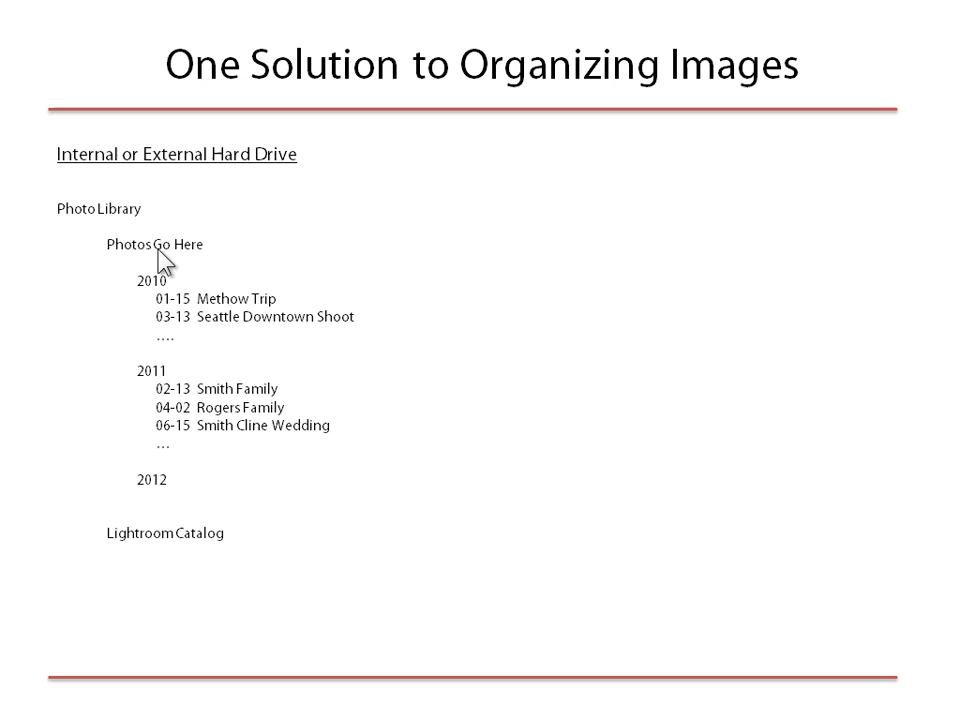 One Solution to Organizing Images
Internal or External Hard Drive
Photo Library
Photos Go Here
2010
01-15 Methow Trip
03-13 Seattle Downtown Shoot
....
2011
02-13 Smith Family
04-02 Rogers Family
06-15 Smith Cline Wedding
...
2012
Lightroom Catalog